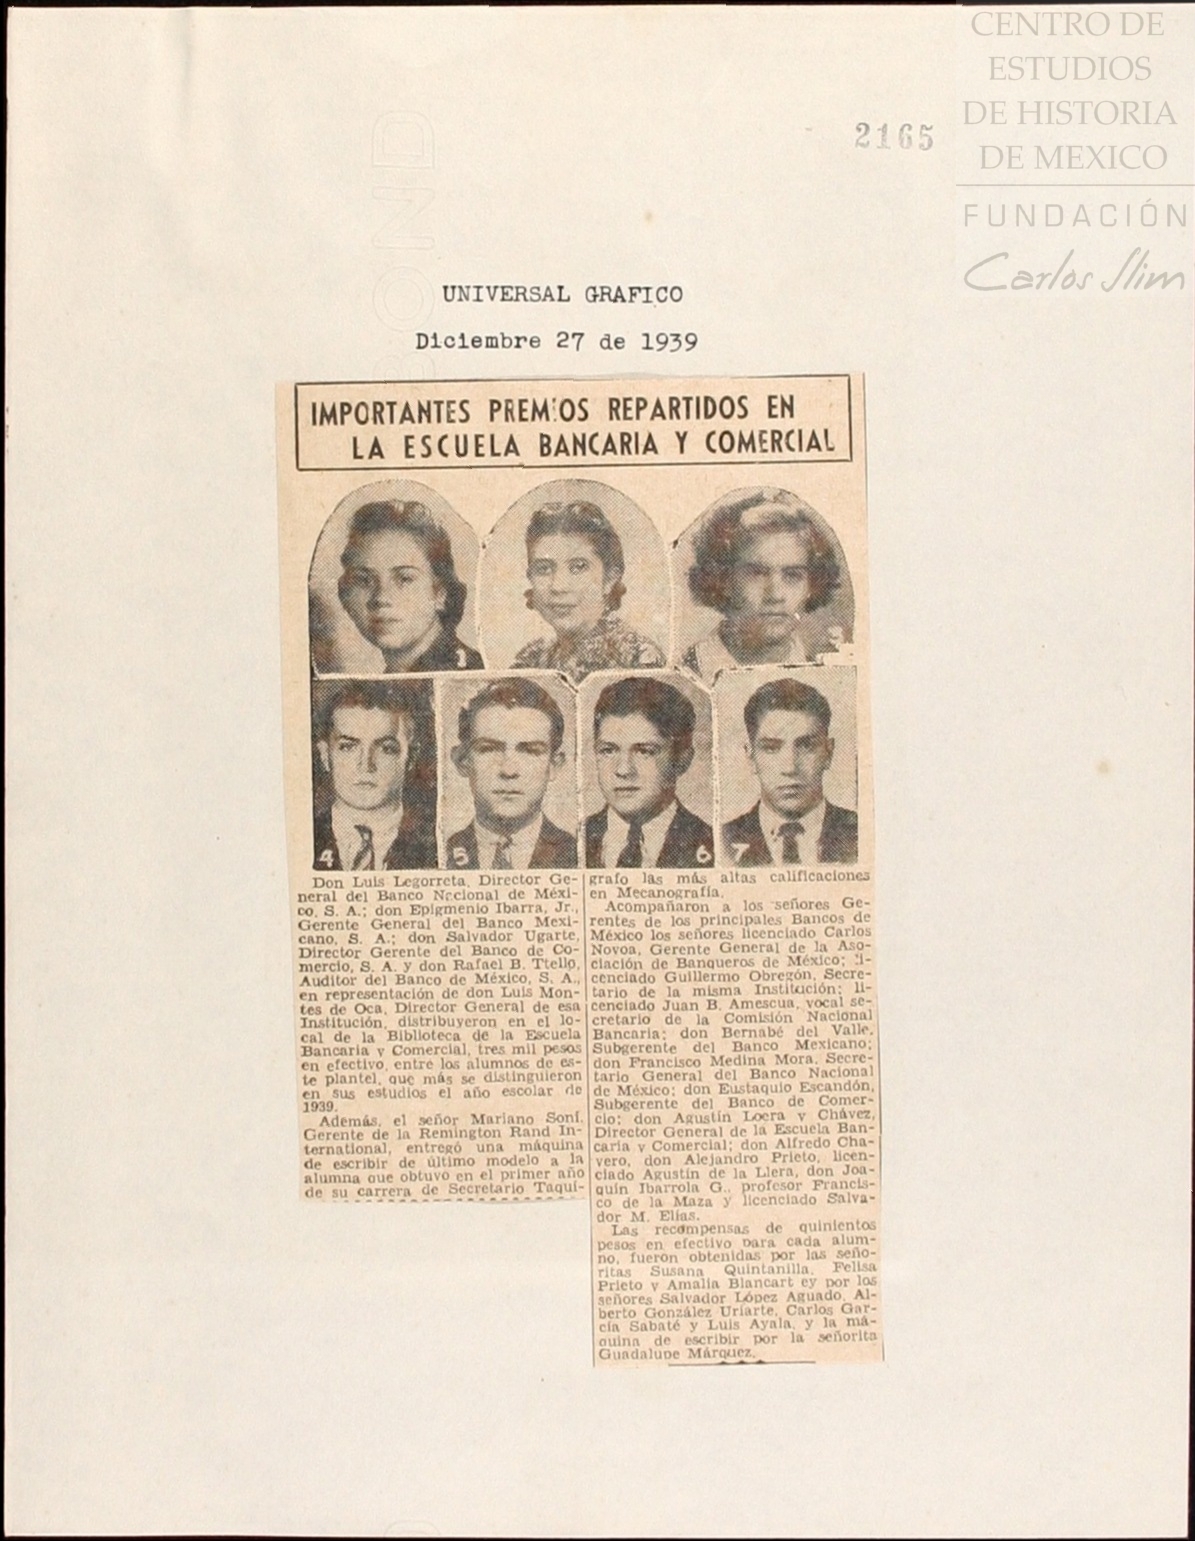 CENTRO DE
ESTUDIOS
DE HISTORIA
DE MEXICO
FUNDACIÓN
Carlos Slim
2165
UNIVERSAL GRAFICO
Diciembre 27 de 1939
IMPORTANTES PREMIOS REPARTIDOS EN
LA ESCUELA BANCARIA Y COMERCIAL
1
3
4
5
6
7
Don Luis Legorreta, Director Ge-
neral del Banco Nacional de Méxi-
co, S. A.; don Epigmenio Ibarra, Jr.,
Gerente General del Banco Mexi-
cano, S. A.; don Salvador Ugarte,
Director Gerente del Banco de Co-
mercio, S. A. y don Rafael B. Ttello,
Auditor del Banco de México, S. A.,
en representación de don Luis Mon-
tes de Oca, Director General de esa
Institución, distribuyeron en el lo-
cal de la Biblioteca de la Escuela
Bancaria y Comercial, tres mil pesos
en efectivo, entre los alumnos de es-
te plantel, que más se distinguieron
en sus estudios el año escolar de
1939.
Además, el señor Mariano Soní,
Gerente de la Remington Rand In-
ternational, entregó una máquina
de escribir de último modelo a la
alumna que obtuvo en el primer año
de su carrera de Secretario Taquí-
grafo las más altas calificaciones
en Mecanografía.
Acompañaron a los señores Ge-
rentes de los principales Bancos de
México los señores licenciado Carlos
Novoa, Gerente General de la Aso-
ciación de Banqueros de México; li-
cenciado Guillermo Obregón, Secre-
tario de la misma Institución; li-
cenciado Juan B. Amescua, vocal se-
cretario de la Comisión Nacional
Bancaria; don Bernabé del Valle,
Subgerente del Banco Mexicano;
don Francisco Medina Mora, Secre-
tario General del Banco Nacional
de México; don Eustaquio Escandón,
Subgerente del Banco de Comer-
cio; don Agustín Loera y Chávez,
Director General de la Escuela Ban-
caria y Comercial; don Alfredo Cha-
vero, don Alejandro Prieto, licen-
ciado Agustín de la Llera, don Joa-
quín Ibarrola G., profesor Francis-
co de la Maza y licenciado Salva-
dor M. Elías.
Las recompensas de quinientos
pesos en efectivo para cada alum-
no, fueron obtenidas por las seño-
ritas Susana Quintanilla, Felisa
Prieto y Amalia Blancart ey por los
señores Salvador López Aguado, Al-
berto González Uriarte, Carlos Gar-
cía Sabaté y Luis Ayala, y la má-
quina de escribir por la señorita
Guadalupe Márquez.